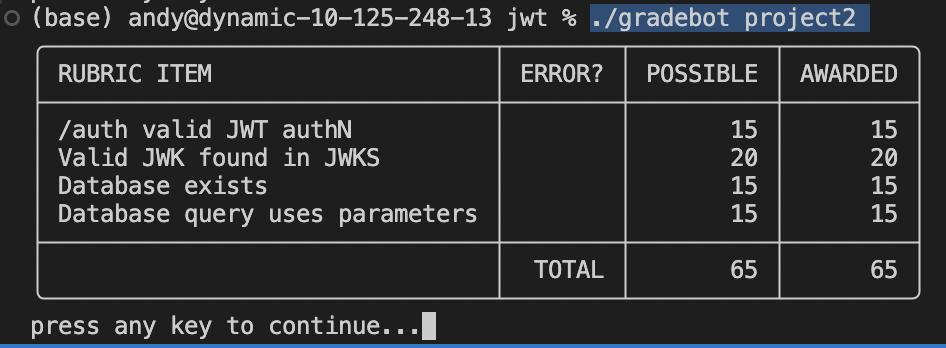 (base) andy@dynamic-10-125-248-13 jwt % ./gradebot project2
RUBRIC ITEM ERROR? POSSIBLE AWARDED
/auth valid JWT authN 15 15
Valid JWK found in JWKS 20 20
Database exists 15 15
Database query uses parameters 15 15
TOTAL 65 65
press any key to continue...